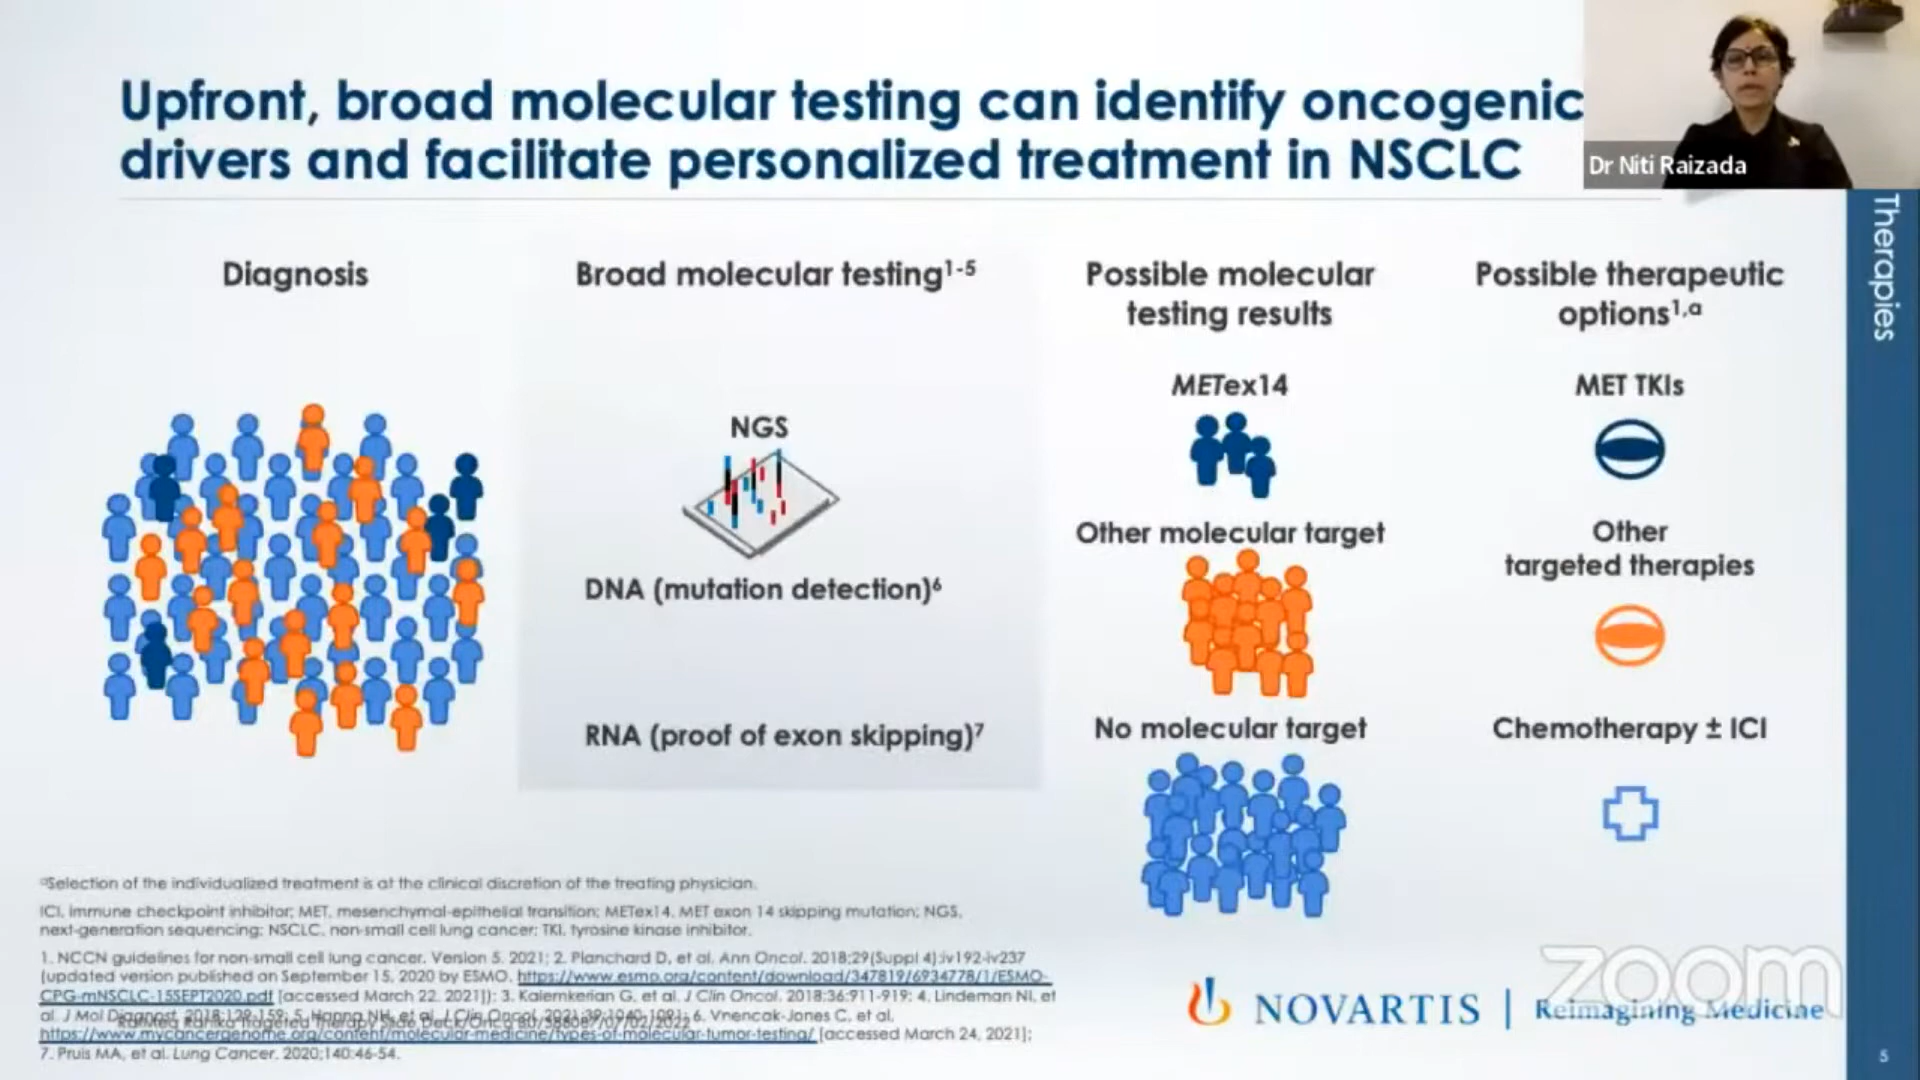 Upfront, broad molecular testing can identify oncogenic
drivers and facilitate personalized treatment in NSCLC
Dr Niti Raizada
Therapies
Diagnosis
Broad molecular testing1-5
NGS
DNA (mutation detection)6
RNA (proof of exon skipping)7
Possible molecular
testing results
METex14
Other molecular target
No molecular target
Possible therapeutic
options1,a
MET TKIs
Other
targeted therapies
Chemotherapy ± ICI
aSelection of the individualized treatment is at the clinical discretion of the treating physician.
ICI, immune checkpoint inhibitor; MET, mesenchymal-epithelial transition; METex14, MET exon 14 skipping mutation; NGS,
next-generation sequencing; NSCLC, non-small cell lung cancer; TKI, tyrosine kinase inhibitor.
1. NCCN guidelines for non-small cell lung cancer. Version 5. 2021; 2. Planchard D, et al. Ann Oncol. 2018;29(Suppl 4):iv192-iv237
(updated version published on September 15, 2020 by ESMO. https://www.esmo.org/content/download/347819/6934778/1/ESMO-
CPG-mNSCLC-15SEPT2020.pdf [accessed March 22, 2021]); 3. Kalemkerian G, et al. J Clin Oncol. 2018;36:911-919; 4. Lindeman NI, et
al. J Mol Diagnost. 2018;129-159; 5. Hanna NH, et al. J Clin Oncol. 2021;39:1040-1091; 6. Vnencak-Jones C, et al.
https://www.mycancergenome.org/content/molecular-medicine/types-of-molecular-tumor-testing/ [accessed March 24, 2021];
7. Pruis MA, et al. Lung Cancer. 2020;140:46-54.
NOVARTIS | Reimagining Medicine
zoom
5